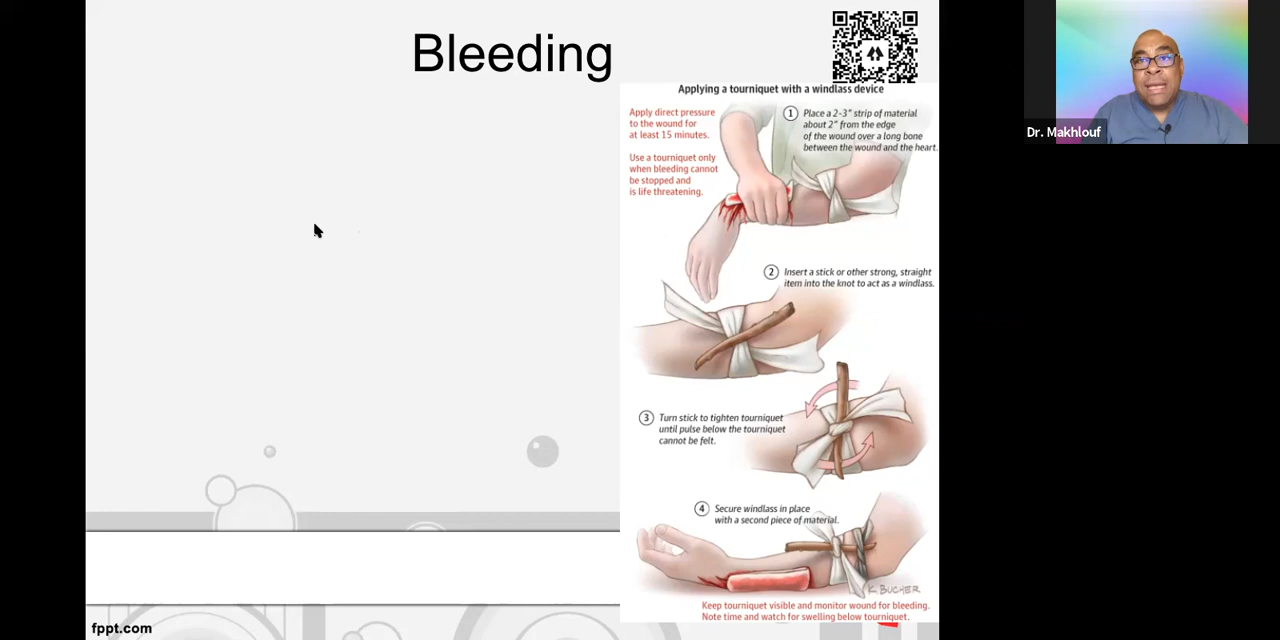 Bleeding
Dr. Makhlouf
Applying a tourniquet with a windlass device
Apply direct pressure
to the wound for
at least 15 minutes.
Use a tourniquet only
when bleeding cannot
be stopped and
is life threatening.
1 Place a 2-3" strip of material
about 2" from the edge
of the wound over a long bone
between the wound and the heart.
2 Insert a stick or other strong, straight
item into the knot to act as a windlass.
3 Turn stick to tighten tourniquet
until pulse below the tourniquet
cannot be felt.
4 Secure windlass in place
with a second piece of material.
K. BUCHER
Keep tourniquet visible and monitor wound for bleeding.
Note time and watch for swelling below tourniquet.
fppt.com